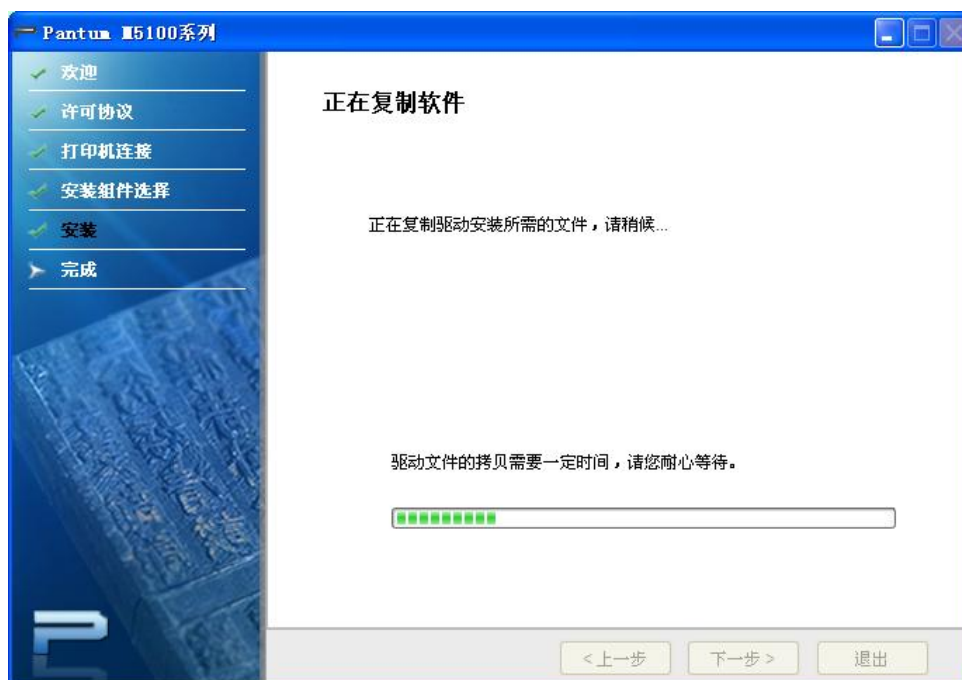 Pantum M5100系列
欢迎
许可协议
打印机连接
安装组件选择
安装
完成
正在复制软件
正在复制驱动安装所需的文件，请稍候...
驱动文件的拷贝需要一定时间，请您耐心等待。
<上一步
下一步>
退出